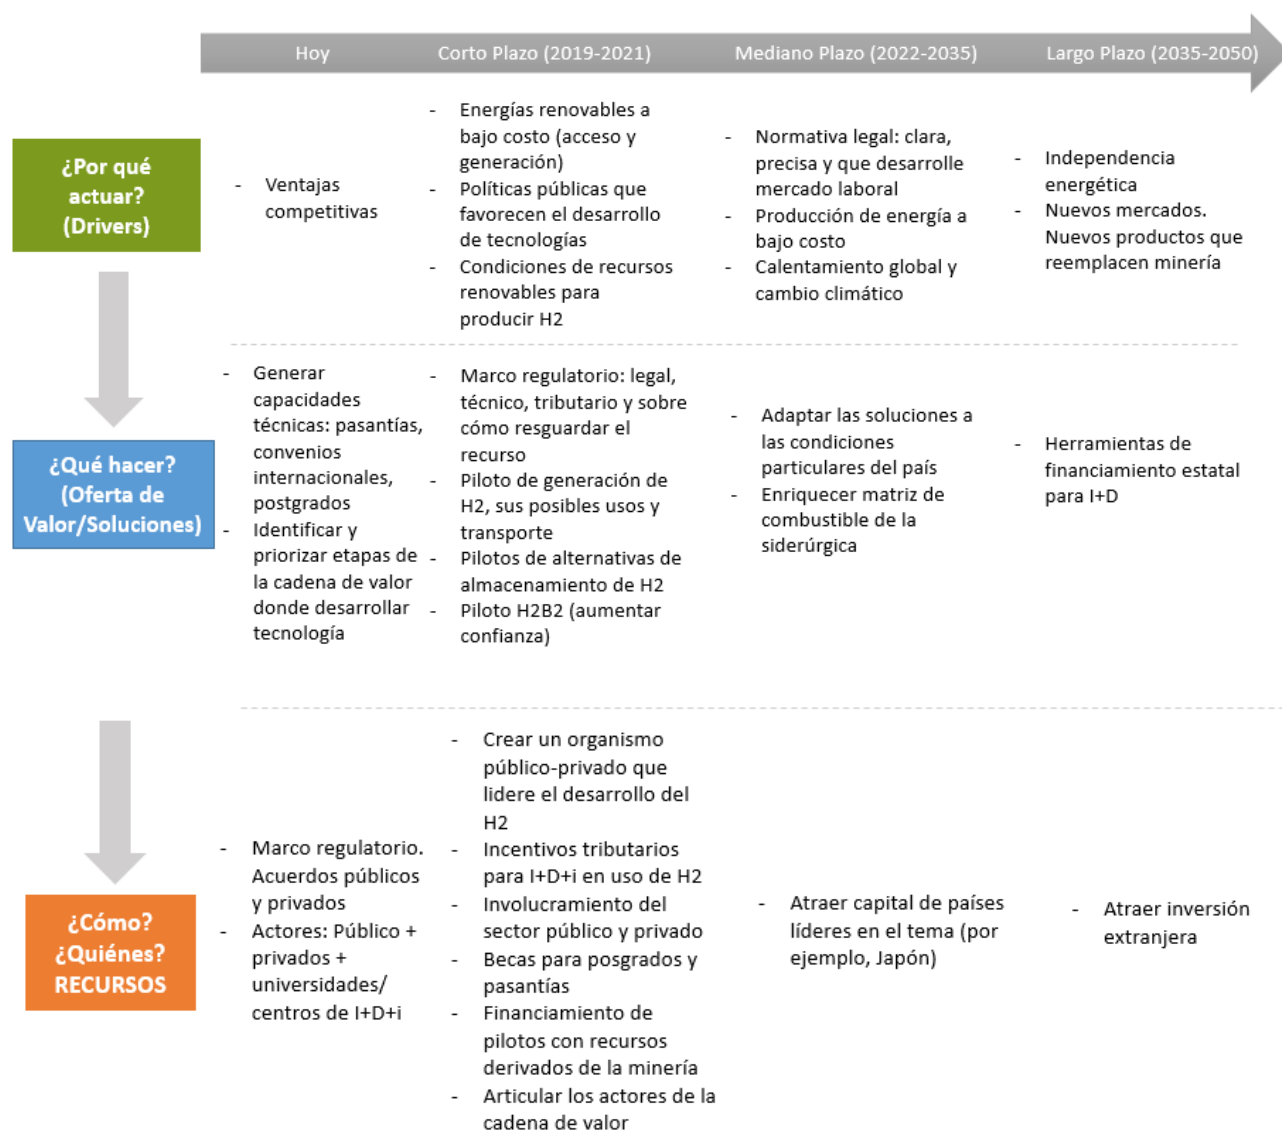 Hoy
Corto Plazo (2019-2021)
Mediano Plazo (2022-2035)
Largo Plazo (2035-2050)
¿Por qué
actuar?
(Drivers)
- Ventajas
competitivas
- Energías renovables a
bajo costo (acceso y
generación)
- Políticas públicas que
favorecen el desarrollo
de tecnologías
- Condiciones de recursos
renovables para
producir H2
- Normativa legal: clara,
precisa y que desarrolle
mercado laboral
- Producción de energía a
bajo costo
- Calentamiento global y
cambio climático
- Independencia
energética
- Nuevos mercados.
Nuevos productos que
reemplacen minería
¿Qué hacer?
(Oferta de
Valor/Soluciones)
- Generar
capacidades
técnicas: pasantías,
convenios
internacionales,
postgrados
- Identificar y
priorizar etapas de
la cadena de valor
donde desarrollar
tecnología
- Marco regulatorio: legal,
técnico, tributario y sobre
cómo resguardar el
recurso
- Piloto de generación de
H2, sus posibles usos y
transporte
- Pilotos de alternativas de
almacenamiento de H2
- Piloto H2B2 (aumentar
confianza)
- Adaptar las soluciones a
las condiciones
particulares del país
- Enriquecer matriz de
combustible de la
siderúrgica
- Herramientas de
financiamiento estatal
para I+D
¿Cómo?
¿Quiénes?
RECURSOS
- Marco regulatorio.
Acuerdos públicos
y privados
- Actores: Público +
privados +
universidades/
centros de I+D+i
- Crear un organismo
público-privado que
lidere el desarrollo del
H2
- Incentivos tributarios
para I+D+i en uso de H2
- Involucramiento del
sector público y privado
- Becas para posgrados y
pasantías
- Financiamiento de
pilotos con recursos
derivados de la minería
- Articular los actores de la
cadena de valor
- Atraer capital de países
líderes en el tema (por
ejemplo, Japón)
- Atraer inversión
extranjera